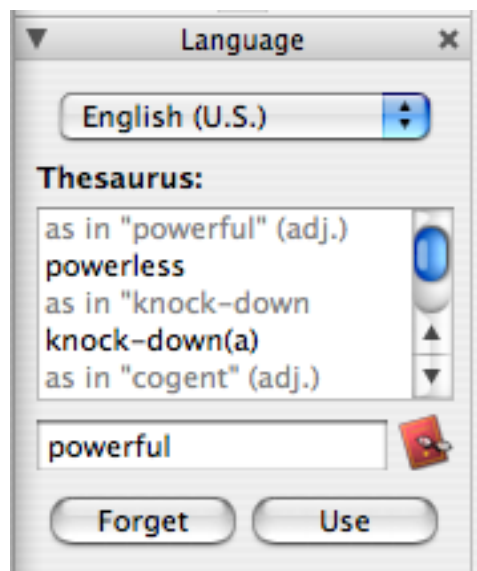 Language
English (U.S.)
Thesaurus:
as in "powerful" (adj.)
powerless
as in "knock-down
knock-down(a)
as in "cogent" (adj.)
powerful
Forget Use